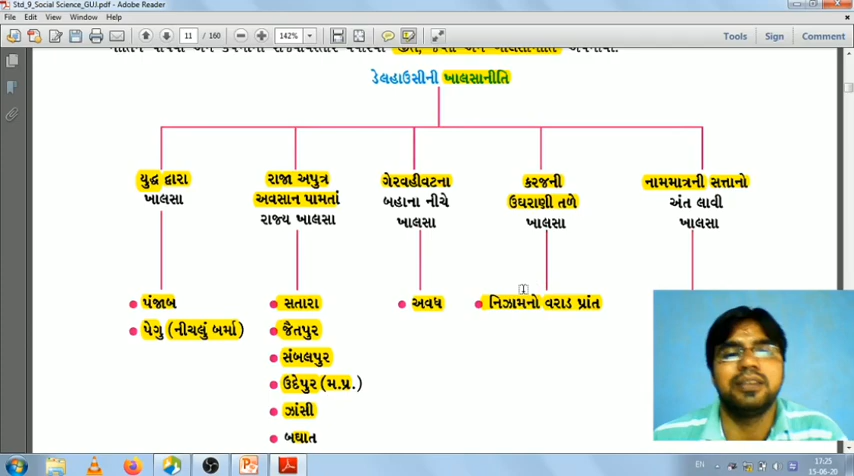 Std_9_Social Science_GUJ.pdf - Adobe Reader
File Edit View Window Help
11 / 160 142% Tools Sign Comment
ડેલહાઉસીની ખાલસાનીતિ
યુદ્ધ દ્વારા
ખાલસા
રાજા અપુત્ર
અવસાન પામતાં
રાજ્ય ખાલસા
ગેરવહીવટના
બહાના નીચે
ખાલસા
કરજની
ઉઘરાણી તળે
ખાલસા
નામમાત્રની સત્તાનો
અંત લાવી
ખાલસા
પંજાબ
પેગુ (નીચલું બર્મા)
સતારા
જૈતપુર
સંબલપુર
ઉદેપુર (મ.પ્ર.)
ઝાંસી
બઘાત
અવધ
નિઝામનો વરાડ પ્રાંત
EN
17:25
15-06-20